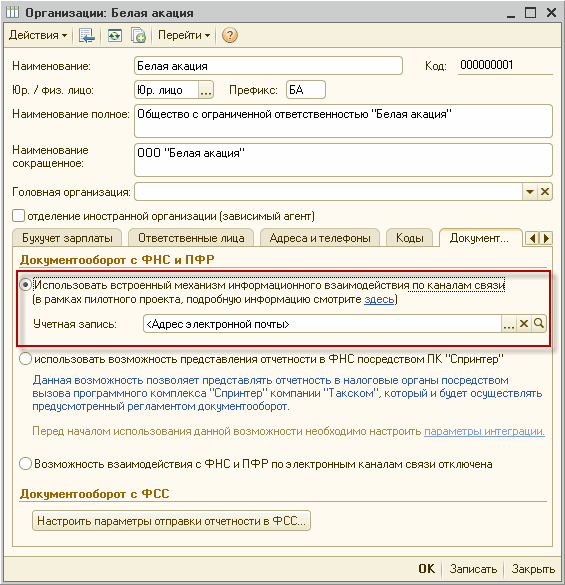 Организации: Белая акация
Действия
Перейти
Наименование: Белая акация Код: 000000001
Юр. / физ. лицо: Юр. лицо ... Префикс: БА
Наименование полное: Общество с ограниченной ответственностью "Белая акация"
Наименование сокращенное: ООО "Белая акация"
Головная организация:
отделение иностранной организации (зависимый агент)
Бухучет зарплаты Ответственные лица Адреса и телефоны Коды Документ...
Документооборот с ФНС и ПФР
Использовать встроенный механизм информационного взаимодействия по каналам связи
(в рамках пилотного проекта, подробную информацию смотрите здесь)
Учетная запись: <Адрес электронной почты> ...
использовать возможность представления отчетности в ФНС посредством ПК "Спринтер"
Данная возможность позволяет представлять отчетность в налоговые органы посредством
вызова программного комплекса "Спринтер" компании "Такском", который и будет осуществлять
предусмотренный регламентом документооборот.
Перед началом использования данной возможности необходимо настроить параметры интеграции.
Возможность взаимодействия с ФНС и ПФР по электронным каналам связи отключена
Документооборот с ФСС
Настроить параметры отправки отчетности в ФСС...
OK Записать Закрыть